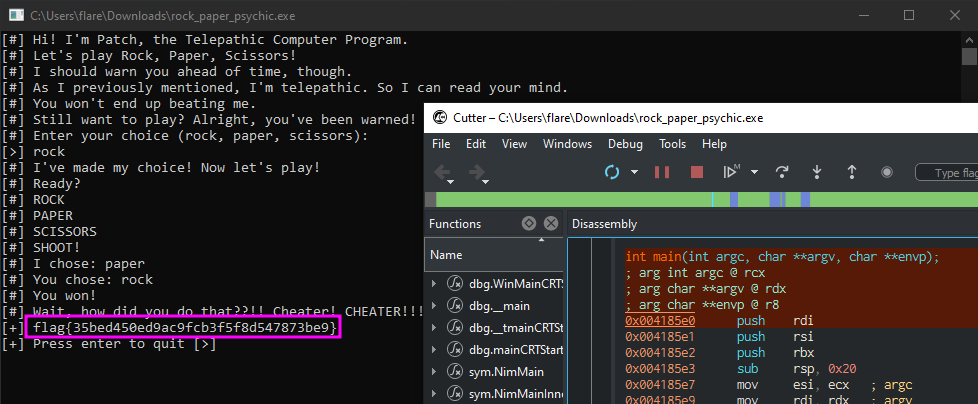 C:\Users\flare\Downloads\rock_paper_psychic.exe
[#] Hi! I'm Patch, the Telepathic Computer Program.
[#] Let's play Rock, Paper, Scissors!
[#] I should warn you ahead of time, though.
[#] As I previously mentioned, I'm telepathic. So I can read your mind.
[#] You won't end up beating me.
[#] Still want to play? Alright, you've been warned!
[#] Enter your choice (rock, paper, scissors):
[>] rock
[#] I've made my choice! Now let's play!
[#] Ready?
[#] ROCK
[#] PAPER
[#] SCISSORS
[#] SHOOT!
[#] I chose: paper
[#] You chose: rock
[#] You won!
[#] Wait, how did you do that??!! Cheater! CHEATER!!!
[+] flag{35bed450ed9ac9fcb3f5f8d547873be9}
[+] Press enter to quit [>]
Cutter – C:\Users\flare\Downloads\rock_paper_psychic.exe
File Edit View Windows Debug Tools Help
Type flag
Functions
Name
dbg.WinMainCRTS
dbg.__main
dbg.__tmainCRTSta
dbg.mainCRTStart
sym.NimMain
sym.NimMainInne
Disassembly
int main(int argc, char **argv, char **envp);
; arg int argc @ rcx
; arg char **argv @ rdx
; arg char **envp @ r8
0x004185e0 push rdi
0x004185e1 push rsi
0x004185e2 push rbx
0x004185e3 sub rsp, 0x20
0x004185e7 mov esi, ecx ; argc
0x004185e9 mov rdi, rdx ; argv